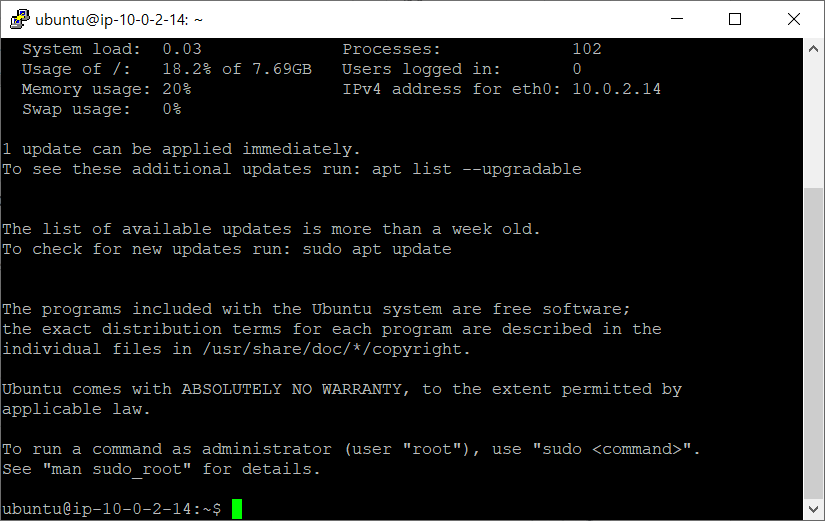 ubuntu@ip-10-0-2-14: ~
System load: 0.03 Processes: 102
Usage of /: 18.2% of 7.69GB Users logged in: 0
Memory usage: 20% IPv4 address for eth0: 10.0.2.14
Swap usage: 0%
1 update can be applied immediately.
To see these additional updates run: apt list --upgradable
The list of available updates is more than a week old.
To check for new updates run: sudo apt update
The programs included with the Ubuntu system are free software;
the exact distribution terms for each program are described in the
individual files in /usr/share/doc/*/copyright.
Ubuntu comes with ABSOLUTELY NO WARRANTY, to the extent permitted by
applicable law.
To run a command as administrator (user "root"), use "sudo <command>".
See "man sudo_root" for details.
ubuntu@ip-10-0-2-14:~$